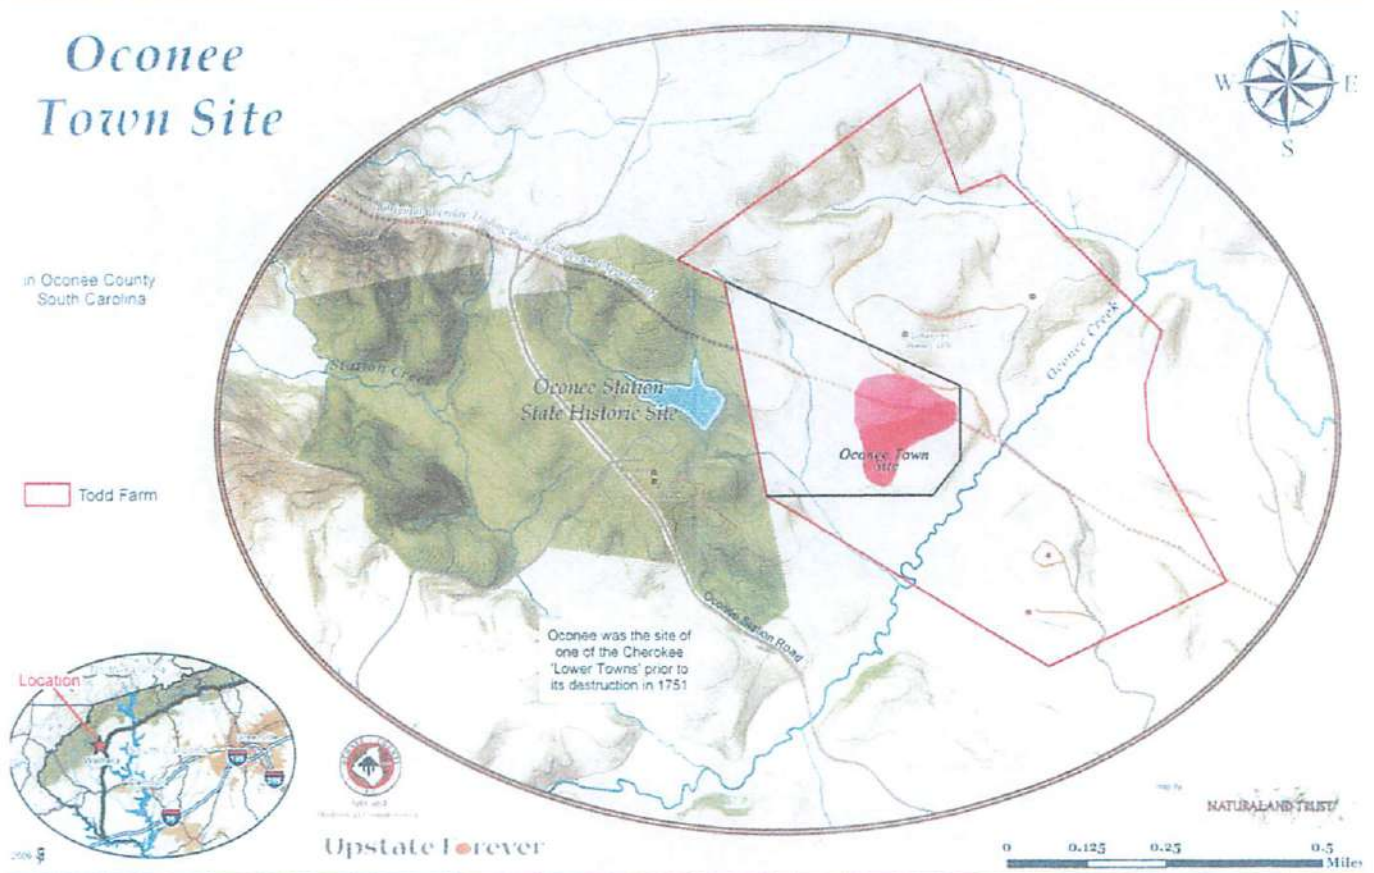 Oconee
Town Site
N
W E
S
in Oconee County
South Carolina
Station Creek
Oconee Station
State Historic Site
Oconee Creek
Oconee Town
Site
Todd Farm
Oconee Station Road
Oconee was the site of
one of the Cherokee
'Lower Towns' prior to
its destruction in 1751
Location
map by
NATURALAND TRUST
Upstate Forever
0 0.125 0.25 0.5
Miles